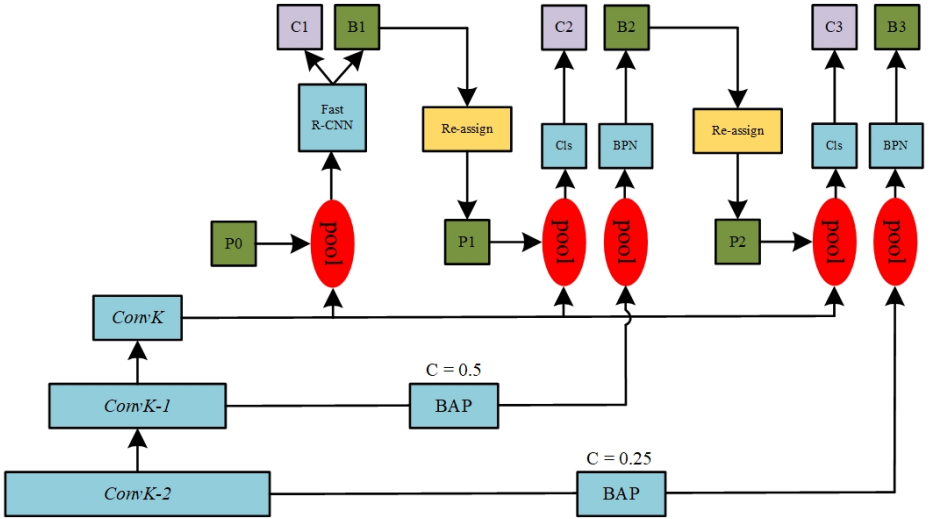 C1
B1
C2
B2
C3
B3
Fast
R-CNN
Re-assign
Cls
BPN
Re-assign
Cls
BPN
P0
pool
P1
pool
pool
P2
pool
pool
ConvK
C = 0.5
ConvK-1
BAP
C = 0.25
ConvK-2
BAP